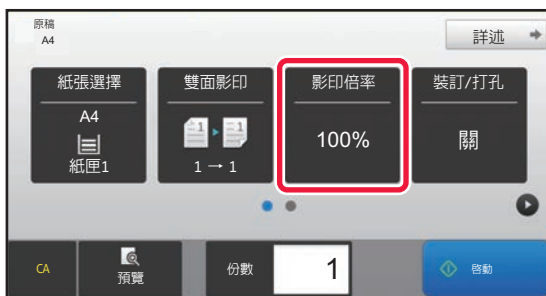 原稿
A4
詳述
紙張選擇
A4
紙匣1
雙面影印
1 → 1
影印倍率
100%
裝訂/打孔
關
CA
預覽
份數
1
啓動